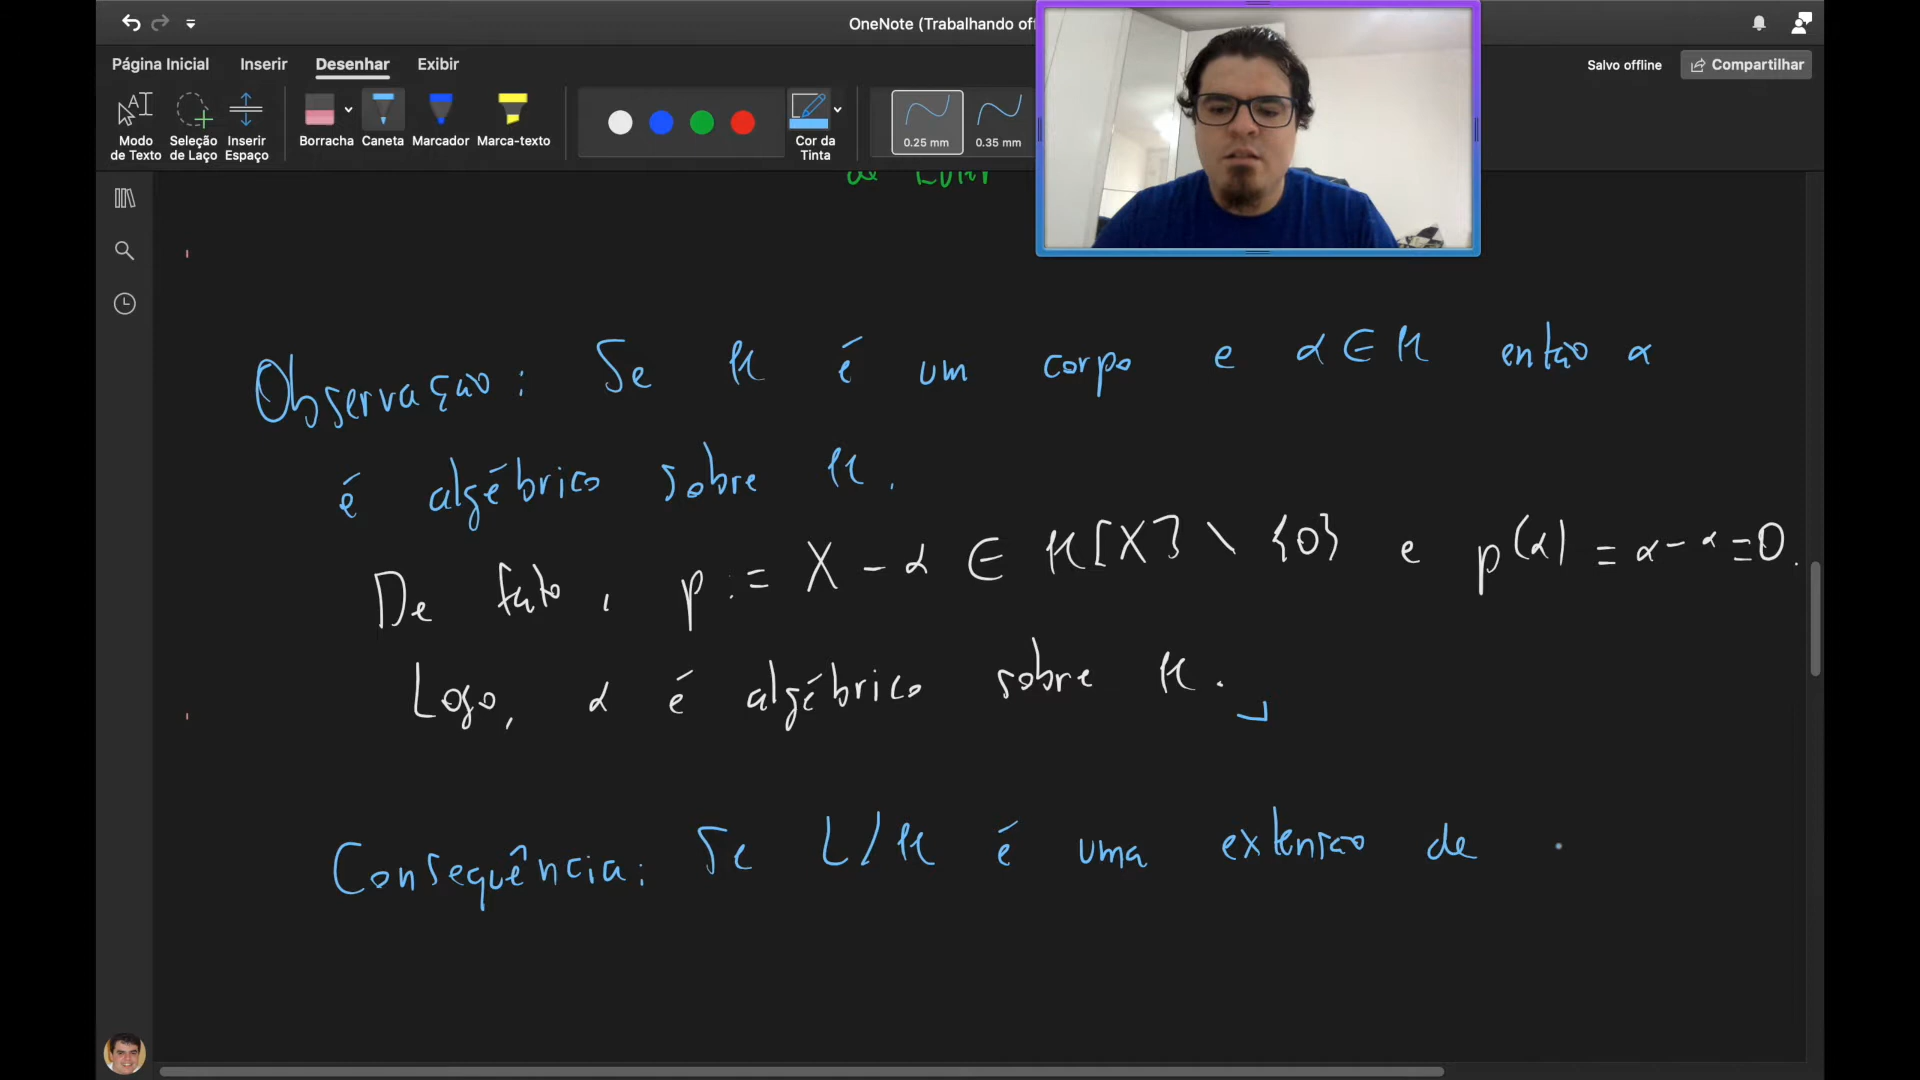 OneNote (Trabalhando of
Página Inicial Inserir Desenhar Exibir
Salvo offline Compartilhar
Modo de Texto
Seleção de Laço
Inserir Espaço
Borracha Caneta Marcador Marca-texto
Cor da Tinta
0.25 mm 0.35 mm
de Euler
Observação: Se K é um corpo e α ∈ K então α
é algébrico sobre K.
De fato, p := X - α ∈ K[X] \ {0} e p(α) = α - α = 0.
Logo, α é algébrico sobre K.
Consequência: Se L/K é uma extensão de